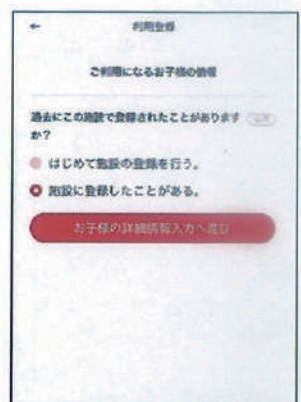 ←
利用登録
ご利用になるお子様の情報
過去にこの施設で登録されたことがあります
か?
はじめて施設の登録を行う。
施設に登録したことがある。
お子様の詳細情報入力へ進む